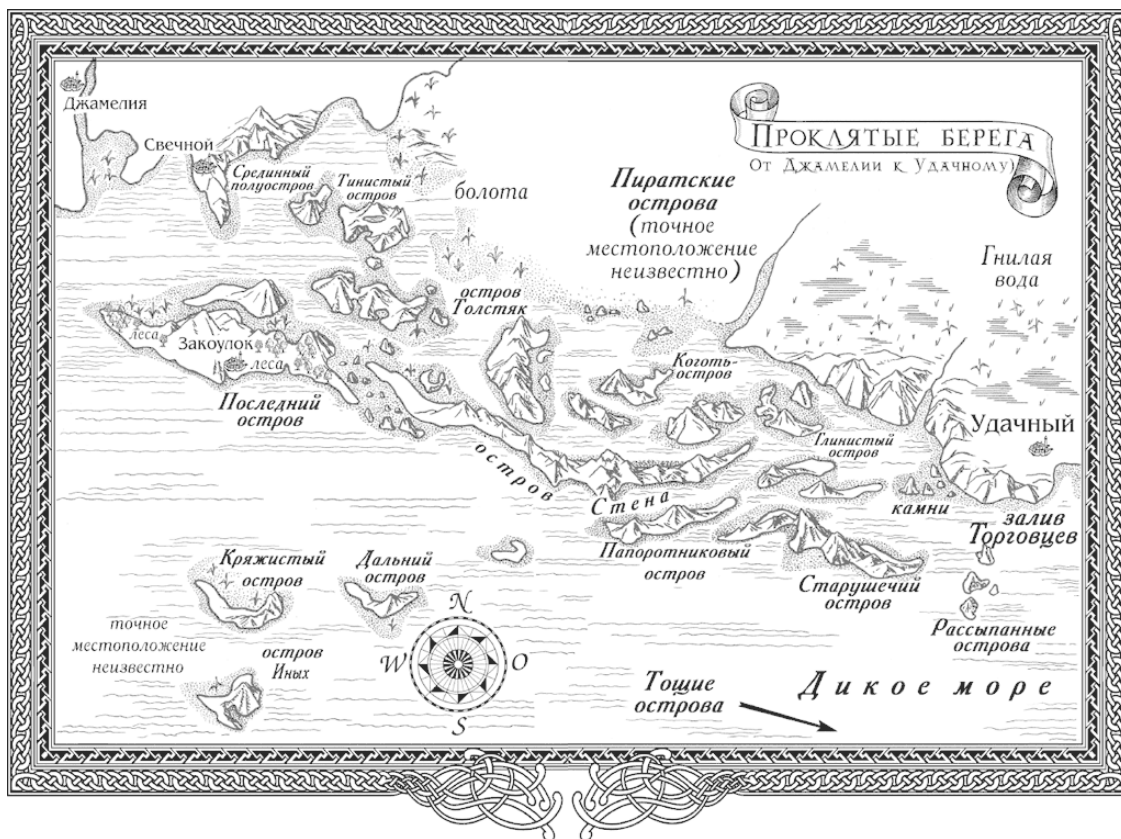 Джамелия
Свечной
Срединный
полуостров
Тинистый
остров
болота
Пиратские
острова
(точное
местоположение
неизвестно)
ПРОКЛЯТЫЕ БЕРЕГА
ОТ ДЖАМЕЛИИ К УДАЧНОМУ)
Гнилая
вода
остров
Толстяк
леса
Закоулок
леса
Последний
остров
Коготь-
остров
Глинистый
остров
Удачный
остров
Стена
камни
залив
Торговцев
Папоротниковый
остров
Старушечий
остров
Рассыпанные
острова
Кряжистый
остров
Дальний
остров
точное
местоположение
неизвестно
остров
Иных
N
W
O
S
Тощие
острова
Дикое море